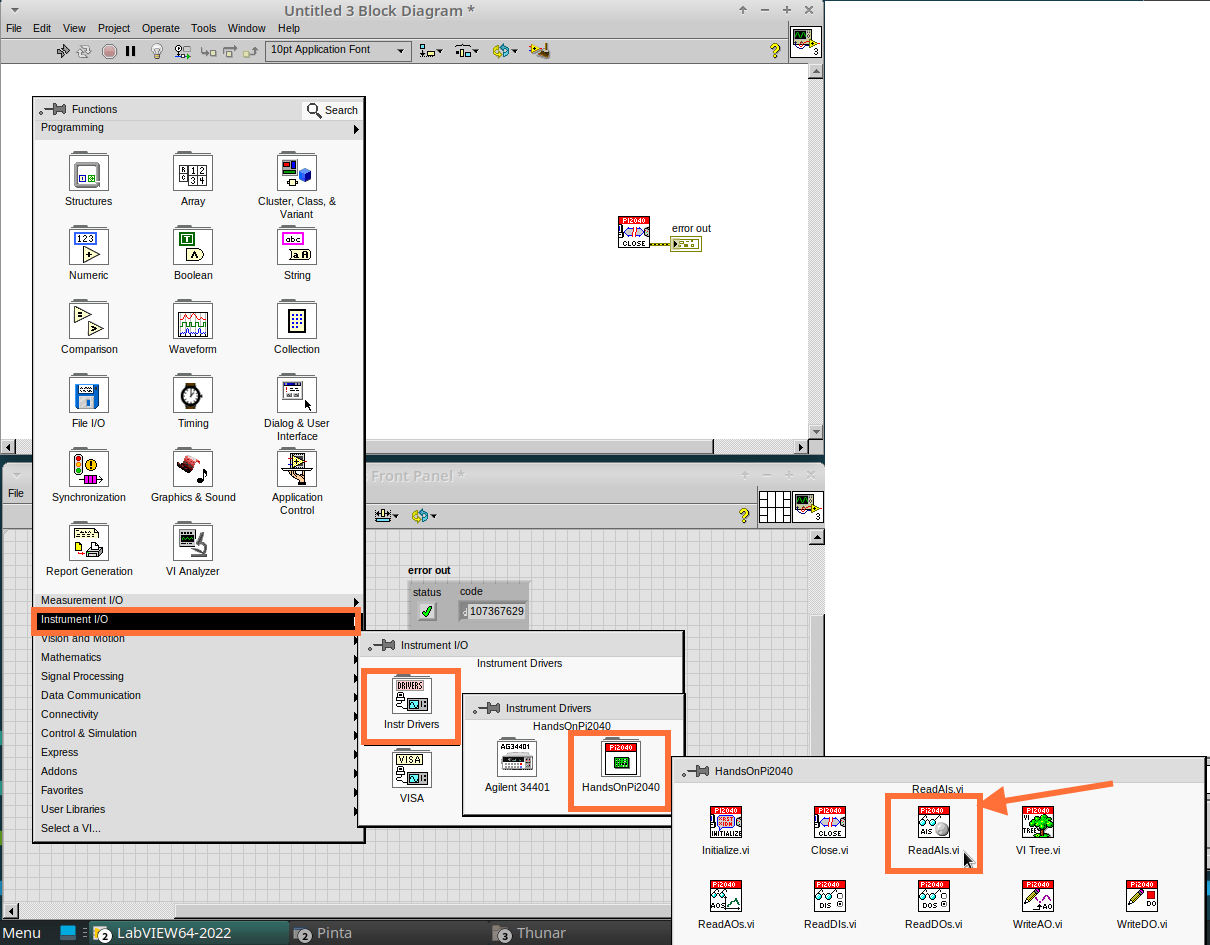 Untitled 3 Block Diagram *
File Edit View Project Operate Tools Window Help
10pt Application Font
?
3
Functions
Search
Programming
Structures
Array
Cluster, Class, &
Variant
Numeric
Boolean
String
Comparison
Waveform
Collection
File I/O
Timing
Dialog & User
Interface
Synchronization
Graphics & Sound
Application
Control
Report Generation
VI Analyzer
Measurement I/O
Instrument I/O
Vision and Motion
Mathematics
Signal Processing
Data Communication
Connectivity
Control & Simulation
Express
Addons
Favorites
User Libraries
Select a VI...
Pi2040
CLOSE
error out
Front Panel *
File
?
3
error out
status
code
107367629
Instrument I/O
Instrument Drivers
DRIVERS
Instr Drivers
VISA
VISA
Instrument Drivers
HandsOnPi2040
AG34401
Agilent 34401
Pi2040
HandsOnPi2040
HandsOnPi2040
ReadAIs.vi
Pi2040
INITIALIZE
Initialize.vi
Pi2040
CLOSE
Close.vi
Pi2040
AIS
ReadAIs.vi
Pi2040
VI
TREE
VI Tree.vi
Pi2040
AOS
ReadAOs.vi
Pi2040
DIS
ReadDIs.vi
Pi2040
DOS
ReadDOs.vi
Pi2040
AO
WriteAO.vi
Pi2040
DO
WriteDO.vi
Menu
2 LabVIEW64-2022
2 Pinta
3 Thunar